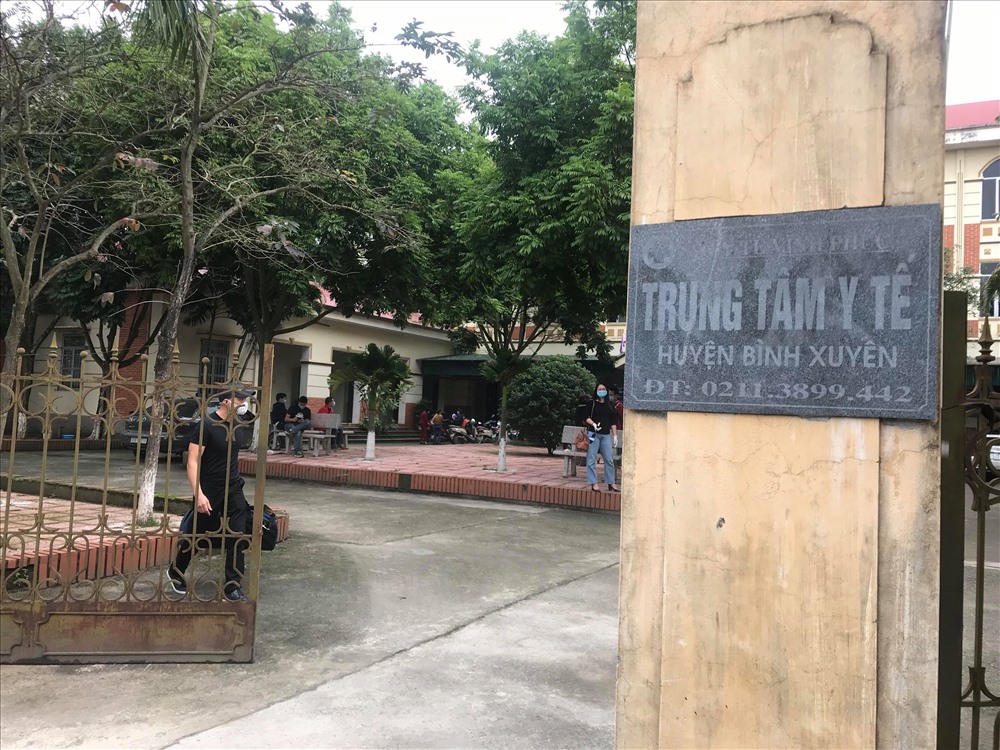 TRUNG TÂM Y TẾ
HUYỆN BÌNH XUYÊN
ĐT: 0211.3899.442